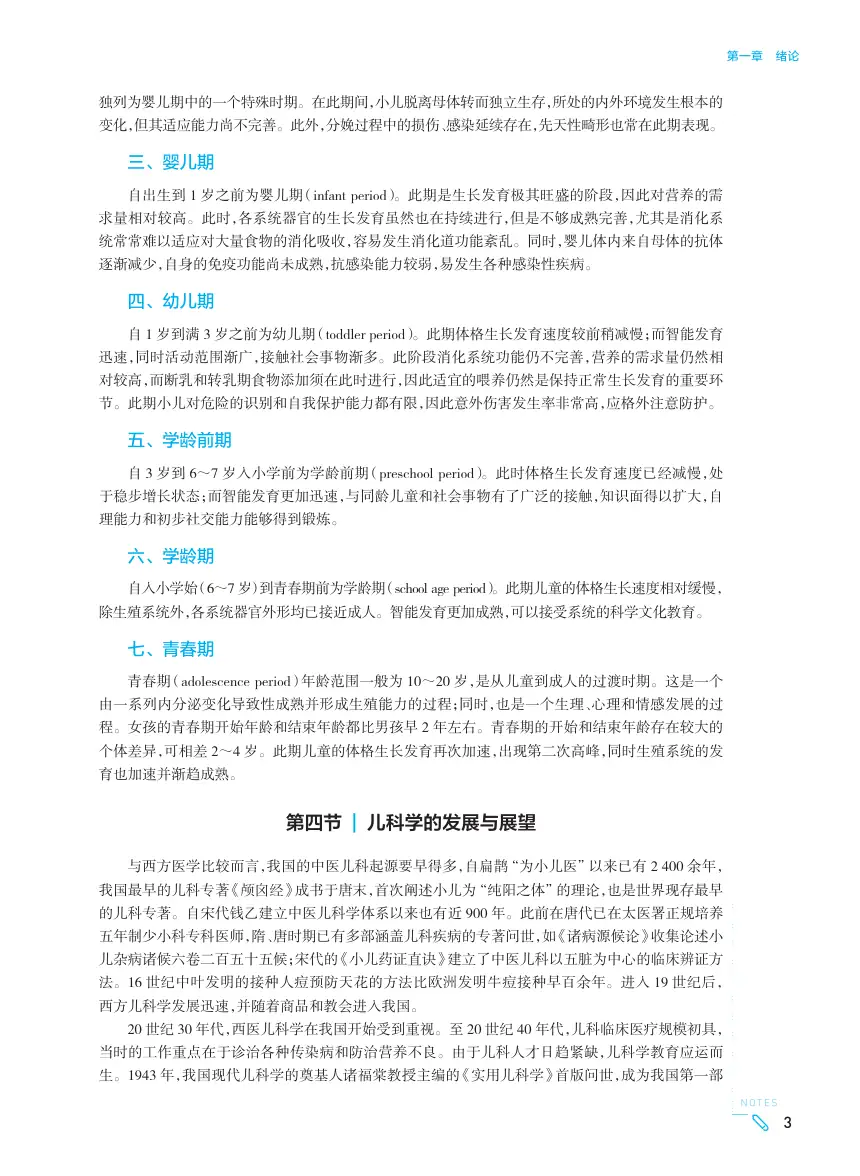 第一章 绪论
独列为婴儿期中的一个特殊时期。在此期间,小儿脱离母体转而独立生存,所处的内外环境发生根本的
变化,但其适应能力尚不完善。此外,分娩过程中的损伤、感染延续存在,先天性畸形也常在此期表现。
三、婴儿期
自出生到 1 岁之前为婴儿期(infant period)。此期是生长发育极其旺盛的阶段,因此对营养的需
求量相对较高。此时,各系统器官的生长发育虽然也在持续进行,但是不够成熟完善,尤其是消化系
统常常难以适应对大量食物的消化吸收,容易发生消化道功能紊乱。同时,婴儿体内来自母体的抗体
逐渐减少,自身的免疫功能尚未成熟,抗感染能力较弱,易发生各种感染性疾病。
四、幼儿期
自 1 岁到满 3 岁之前为幼儿期(toddler period)。此期体格生长发育速度较前稍减慢;而智能发育
迅速,同时活动范围渐广,接触社会事物渐多。此阶段消化系统功能仍不完善,营养的需求量仍然相
对较高,而断乳和转乳期食物添加须在此时进行,因此适宜的喂养仍然是保持正常生长发育的重要环
节。此期小儿对危险的识别和自我保护能力都有限,因此意外伤害发生率非常高,应格外注意防护。
五、学龄前期
自 3 岁到 6～7 岁入小学前为学龄前期(preschool period)。此时体格生长发育速度已经减慢,处
于稳步增长状态;而智能发育更加迅速,与同龄儿童和社会事物有了广泛的接触,知识面得以扩大,自
理能力和初步社交能力能够得到锻炼。
六、学龄期
自入小学始(6～7 岁)到青春期前为学龄期(school age period)。此期儿童的体格生长速度相对缓慢,
除生殖系统外,各系统器官外形均已接近成人。智能发育更加成熟,可以接受系统的科学文化教育。
七、青春期
青春期(adolescence period)年龄范围一般为 10～20 岁,是从儿童到成人的过渡时期。这是一个
由一系列内分泌变化导致性成熟并形成生殖能力的过程;同时,也是一个生理、心理和情感发展的过
程。女孩的青春期开始年龄和结束年龄都比男孩早 2 年左右。青春期的开始和结束年龄存在较大的
个体差异,可相差 2～4 岁。此期儿童的体格生长发育再次加速,出现第二次高峰,同时生殖系统的发
育也加速并渐趋成熟。
第四节 | 儿科学的发展与展望
与西方医学比较而言,我国的中医儿科起源要早得多,自扁鹊“为小儿医”以来已有 2 400 余年,
我国最早的儿科专著《颅囟经》成书于唐末,首次阐述小儿为“纯阳之体”的理论,也是世界现存最早
的儿科专著。自宋代钱乙建立中医儿科学体系以来也有近 900 年。此前在唐代已在太医署正规培养
五年制少小科专科医师,隋、唐时期已有多部涵盖儿科疾病的专著问世,如《诸病源候论》收集论述小
儿杂病诸候六卷二百五十五候;宋代的《小儿药证直诀》建立了中医儿科以五脏为中心的临床辨证方
法。16 世纪中叶发明的接种人痘预防天花的方法比欧洲发明牛痘接种早百余年。进入 19 世纪后,
西方儿科学发展迅速,并随着商品和教会进入我国。
20 世纪 30 年代,西医儿科学在我国开始受到重视。至 20 世纪 40 年代,儿科临床医疗规模初具,
当时的工作重点在于诊治各种传染病和防治营养不良。由于儿科人才日趋紧缺,儿科学教育应运而
生。1943 年,我国现代儿科学的奠基人诸福棠教授主编的《实用儿科学》首版问世,成为我国第一部
NOTES
3